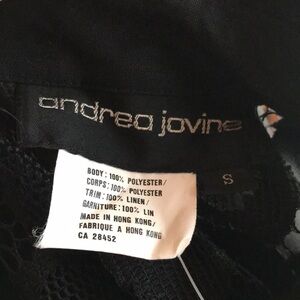 andrea jovine
S
BODY: 100% POLYESTER/
CORPS: 100% POLYESTER
TRIM: 100% LINEN/
GARNITURE: 100% LIN
MADE IN HONG KONG/
FABRIQUE A HONG KONG
CA 28452